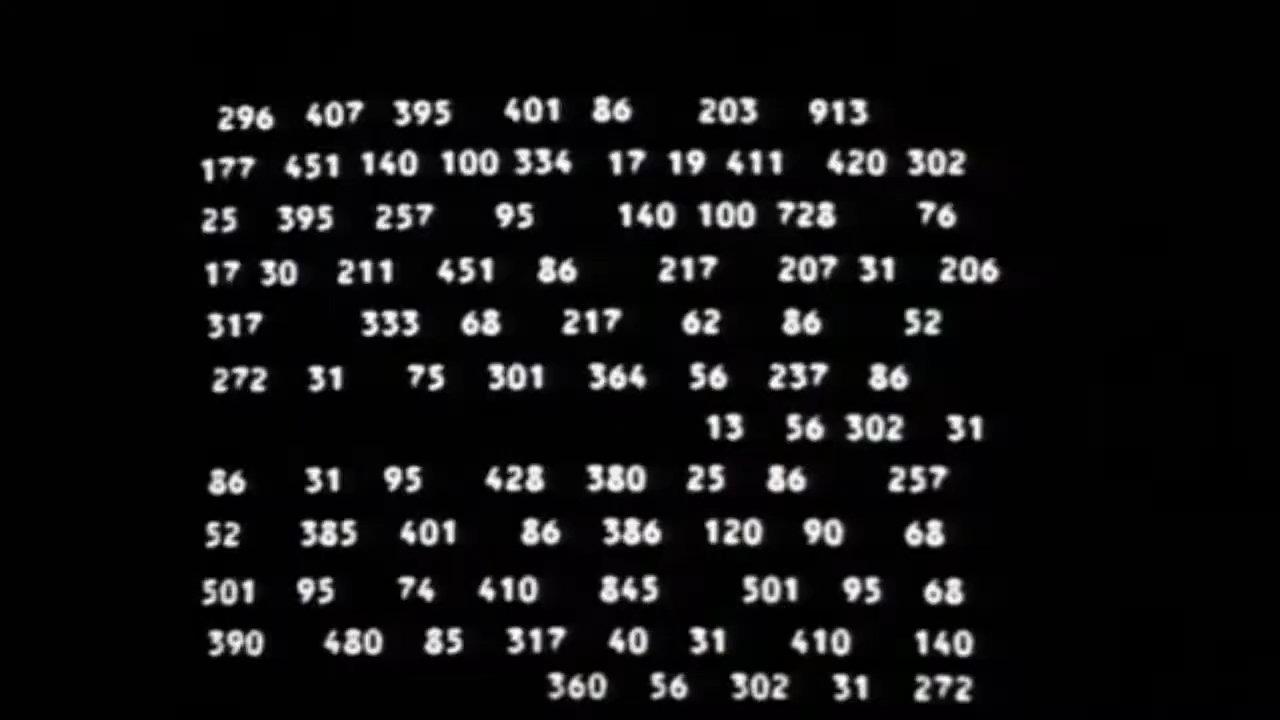 296 407 395 401 86 203 913
177 451 140 100 334 17 19 411 420 302
25 395 257 95 140 100 728 76
17 30 211 451 86 217 207 31 206
317 333 68 217 62 86 52
272 31 75 301 364 56 237 86
13 56 302 31
86 31 95 428 380 25 86 257
52 385 401 86 386 120 90 68
501 95 74 410 845 501 95 68
390 480 85 317 40 31 410 140
360 56 302 31 272